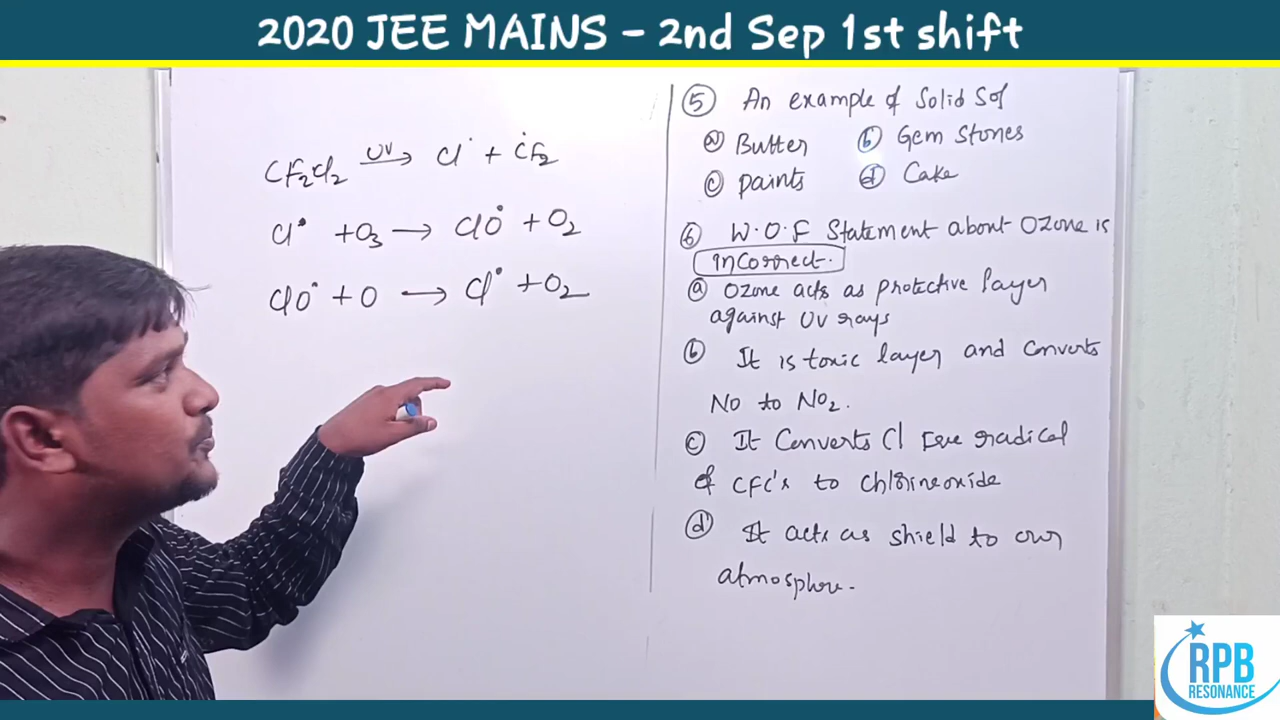 2020 JEE MAINS - 2nd Sep 1st shift
CF₂Cl₂ UV→ Cl˙ + ĊF₂
Cl• + O₃ → ClO• + O₂
ClO• + O → Cl• + O₂
⑤ An example of Solid Sol
ⓐ Butter ⓑ Gem Stones
ⓒ paints ⓓ Cake
⑥ W.O.F Statement about Ozone is
incorrect.
ⓐ Ozone acts as protective layer
against UV rays
ⓑ It is toxic layer and Converts
NO to NO₂.
ⓒ It Converts Cl Free radical
of CFC's to Chlorineoxide
ⓓ It acts as shield to our
atmosphere.
RPB
RESONANCE